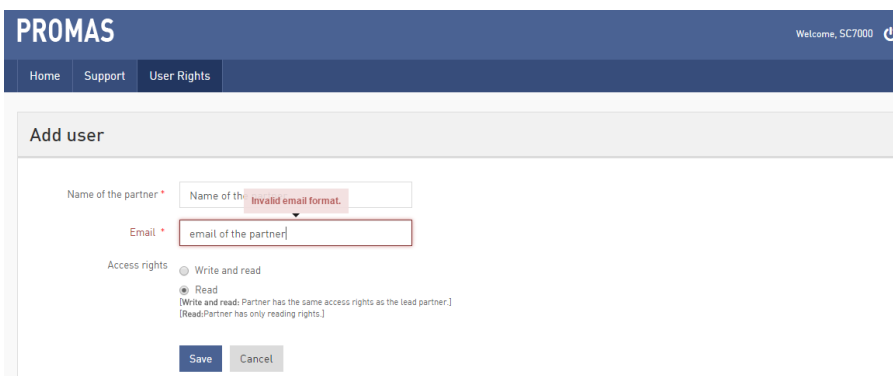 PROMAS
Welcome, SC7000
Home Support User Rights
Add user
Name of the partner * Name of the
Invalid email format.
Email * email of the partner
Access rights Write and read
Read
[Write and read: Partner has the same access rights as the lead partner.]
[Read:Partner has only reading rights.]
Save Cancel